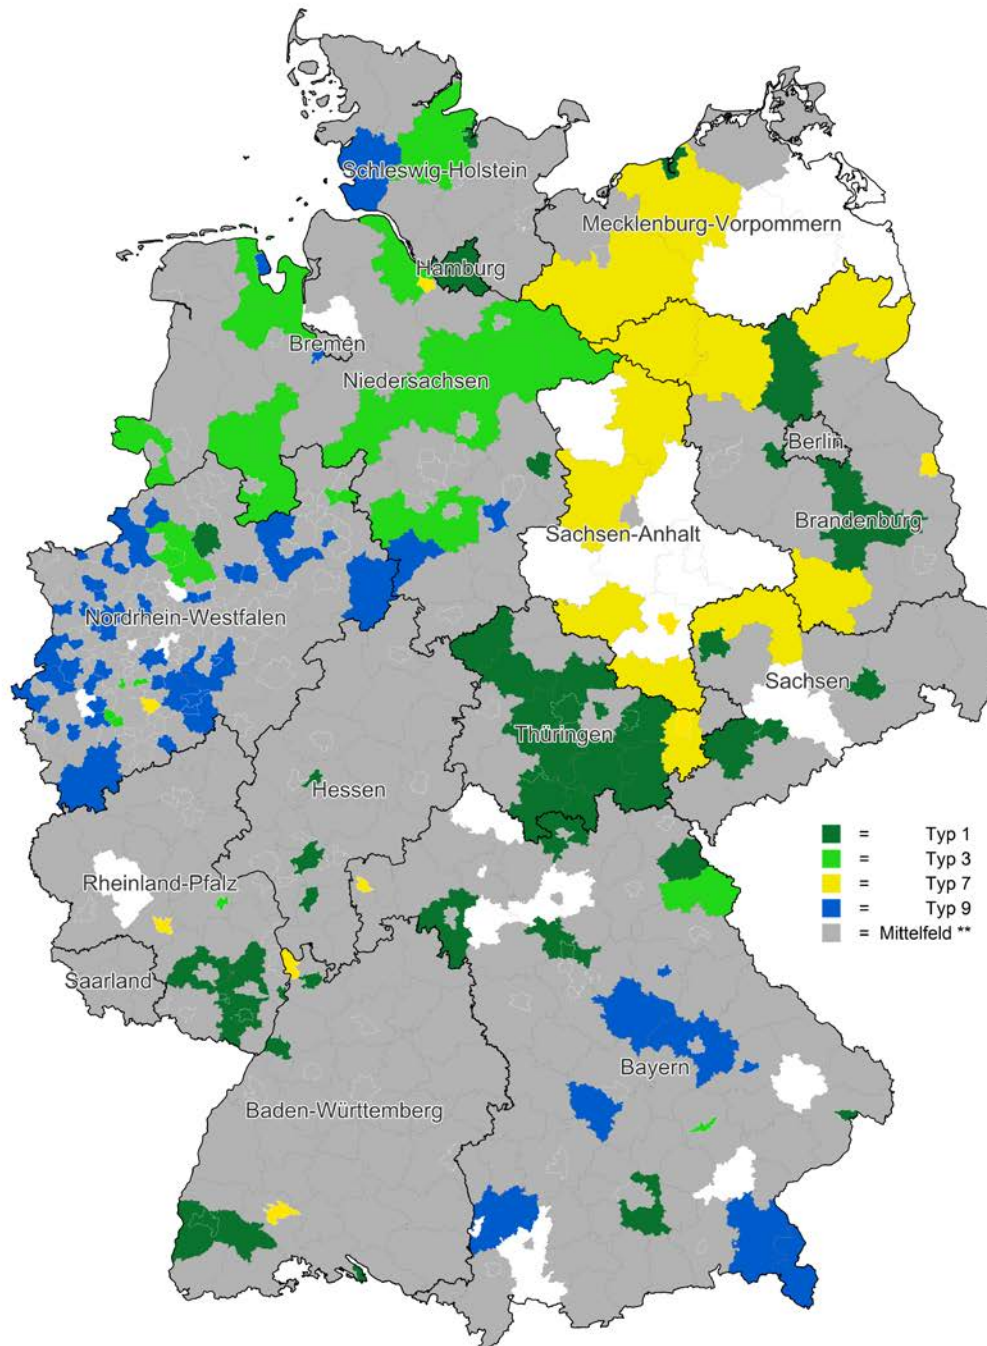 Schleswig-Holstein
Mecklenburg-Vorpommern
Hamburg
Bremen
Niedersachsen
Berlin
Brandenburg
Sachsen-Anhalt
Nordrhein-Westfalen
Sachsen
Thüringen
Hessen
Rheinland-Pfalz
Saarland
Bayern
Baden-Württemberg
= Typ 1
= Typ 3
= Typ 7
= Typ 9
= Mittelfeld **